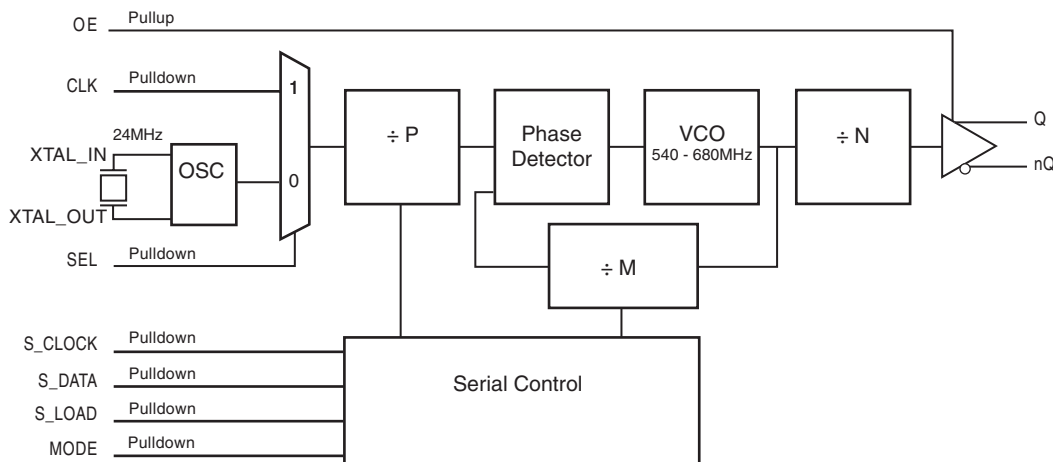 OE Pullup
CLK Pulldown
1
÷ P
Phase
Detector
VCO
540 - 680MHz
÷ N
Q
nQ
24MHz
XTAL_IN
OSC
0
XTAL_OUT
SEL Pulldown
÷ M
S_CLOCK Pulldown
S_DATA Pulldown
Serial Control
S_LOAD Pulldown
MODE Pulldown